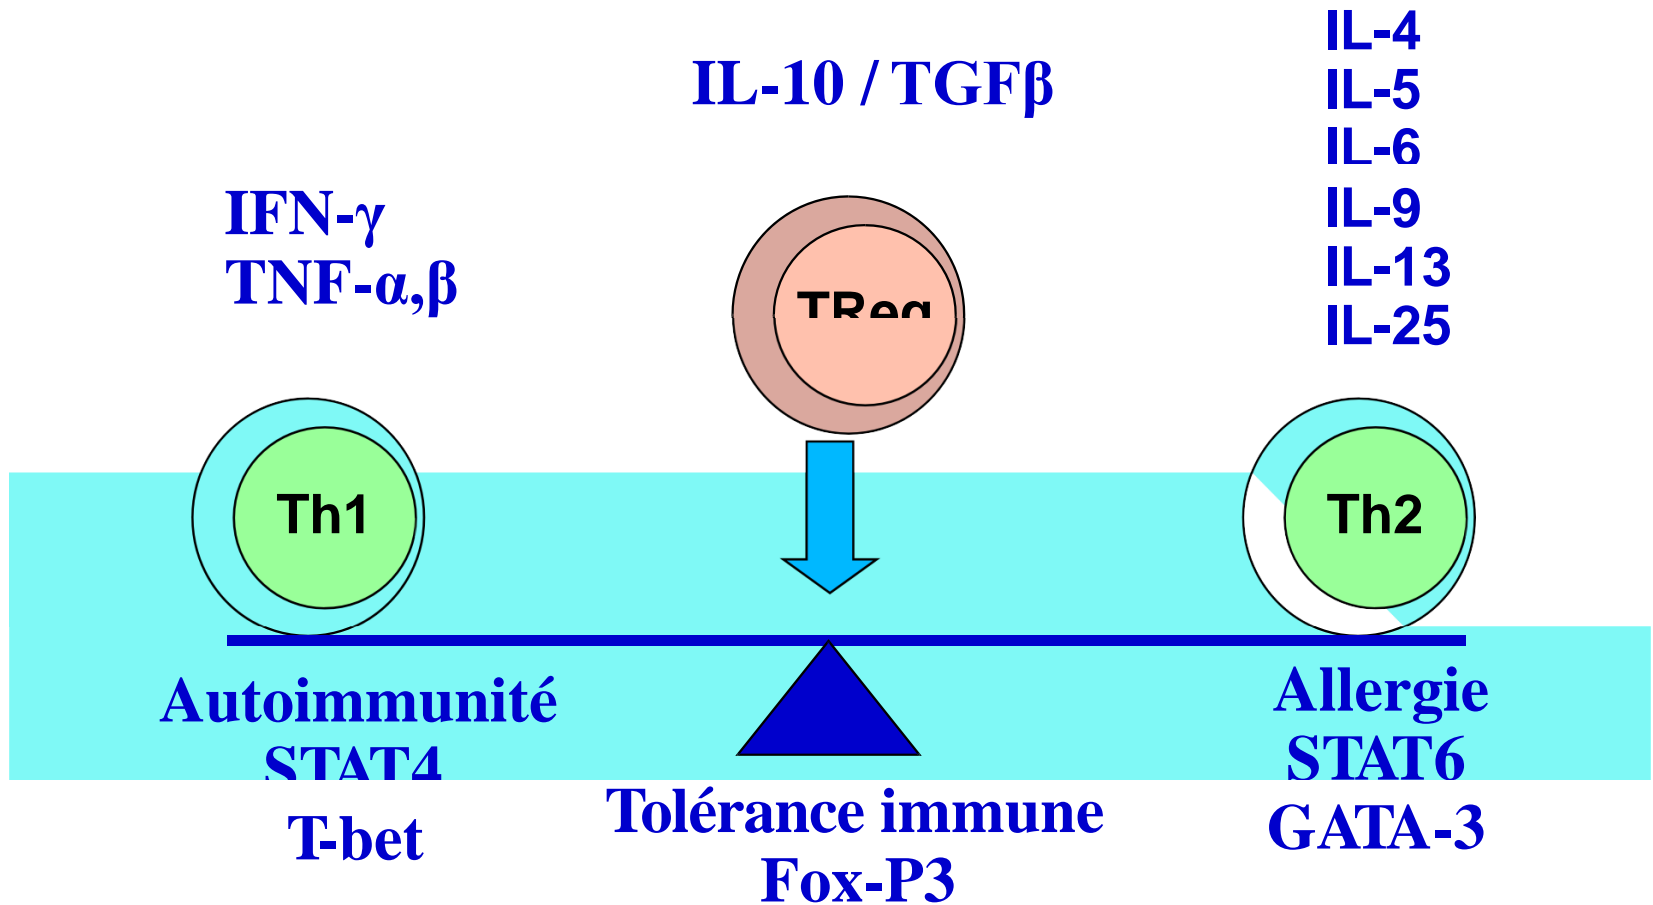 IL-10 / TGFβ
IL-4
IL-5
IL-6
IL-9
IL-13
IL-25
IFN-γ
TNF-α,β
TReg
Th1
Th2
Autoimmunité
STAT4
T-bet
Tolérance immune
Fox-P3
Allergie
STAT6
GATA-3